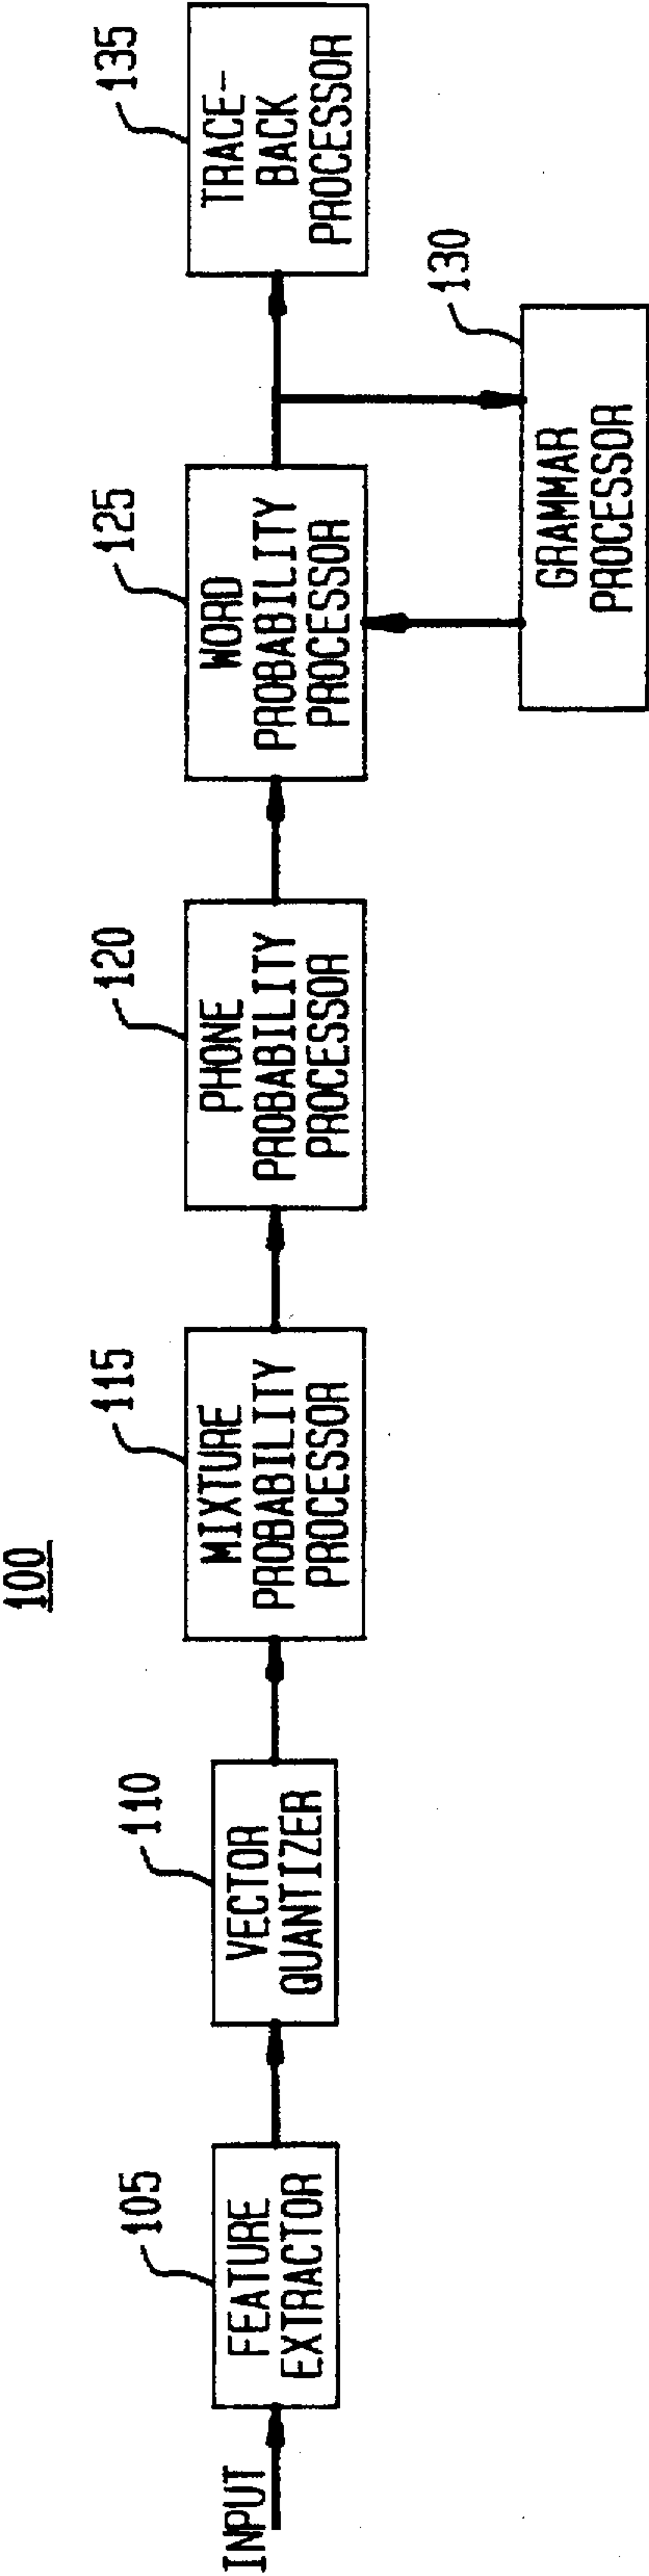 100
INPUT
105
FEATURE
EXTRACTOR
110
VECTOR
QUANTIZER
115
MIXTURE
PROBABILITY
PROCESSOR
120
PHONE
PROBABILITY
PROCESSOR
125
WORD
PROBABILITY
PROCESSOR
130
GRAMMAR
PROCESSOR
135
TRACE-
BACK
PROCESSOR